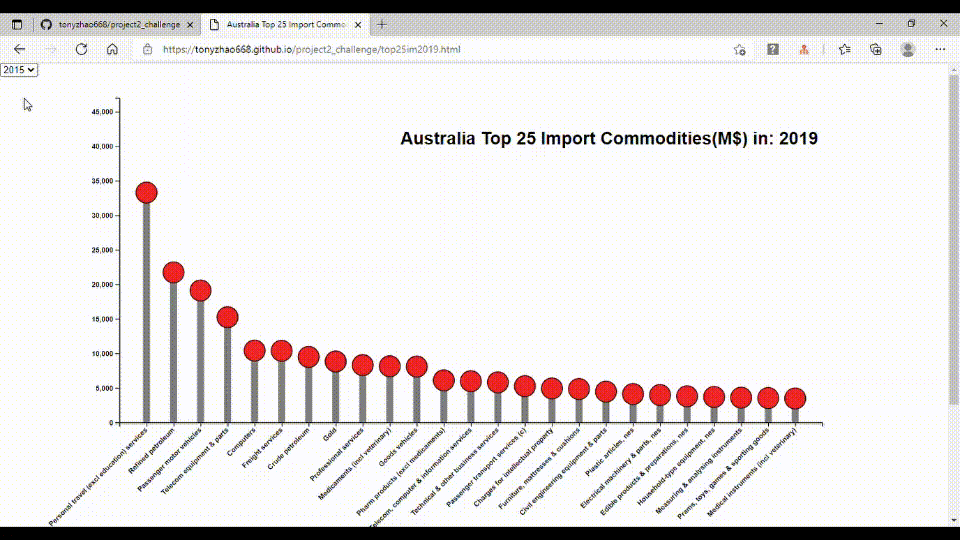 tonyzhao668/project2_challenge
Australia Top 25 Import Commo
https://tonyzhao668.github.io/project2_challenge/top25im2019.html
2015
Australia Top 25 Import Commodities(M$) in: 2019
45,000
40,000
35,000
30,000
25,000
20,000
15,000
10,000
5,000
0
Personal travel (excl education) services
Refined petroleum
Passenger motor vehicles
Telecom equipment & parts
Computers
Freight services
Crude petroleum
Gold
Professional services
Medicaments (incl veterinary)
Goods vehicles
Pharm products (excl medicaments)
Telecom, computer & information services
Technical & other business services
Passenger transport services (c)
Charges for intellectual property
Furniture, mattresses & cushions
Civil engineering equipment & parts
Plastic articles, nes
Electrical machinery & parts, nes
Edible products & preparations, nes
Household-type equipment, nes
Measuring & analysing instruments
Prams, toys, games & sporting goods
Medical instruments (incl veterinary)